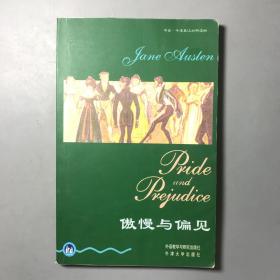 Jane Austen
Pride
and
Prejudice
傲慢与偏见
外语教学与研究出版社
牛津大学出版社